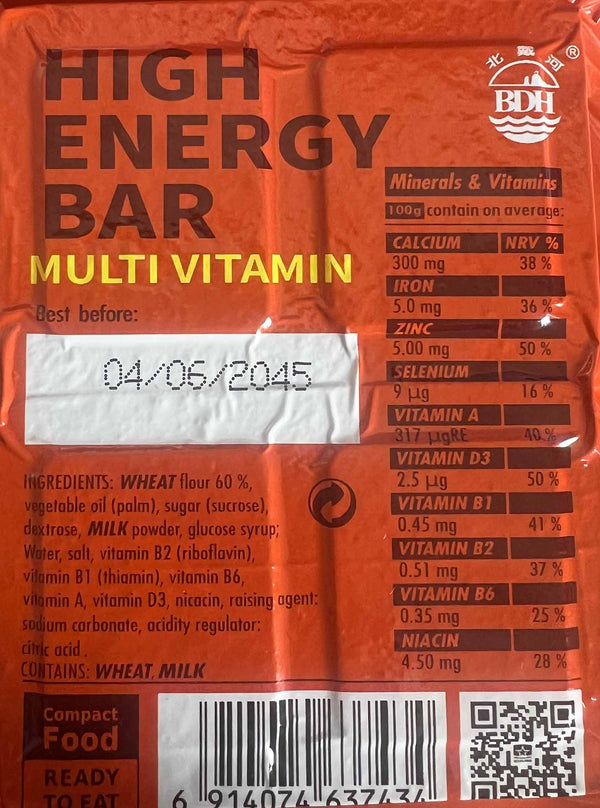 HIGH
ENERGY
BAR
MULTI VITAMIN
Best before:
04/06/2045
INGREDIENTS: WHEAT flour 60 %,
vegetable oil (palm), sugar (sucrose),
dextrose, MILK powder, glucose syrup;
Water, salt, vitamin B2 (riboflavin),
vitamin B1 (thiamin), vitamin B6,
vitamin A, vitamin D3, nicacin, raising agent:
sodium carbonate, acidity regulator:
citric acid .
CONTAINS: WHEAT, MILK
北戴河 ®
BDH
Minerals & Vitamins
100g contain on average:
CALCIUM NRV %
300 mg 38 %
IRON
5.0 mg 36 %
ZINC
5.00 mg 50 %
SELENIUM
9 µg 16 %
VITAMIN A
317 µgRE 40 %
VITAMIN D3
2.5 µg 50 %
VITAMIN B1
0.45 mg 41 %
VITAMIN B2
0.51 mg 37 %
VITAMIN B6
0.35 mg 25 %
NIACIN
4.50 mg 28 %
Compact
Food
READY
TO EAT
6 914074 637434